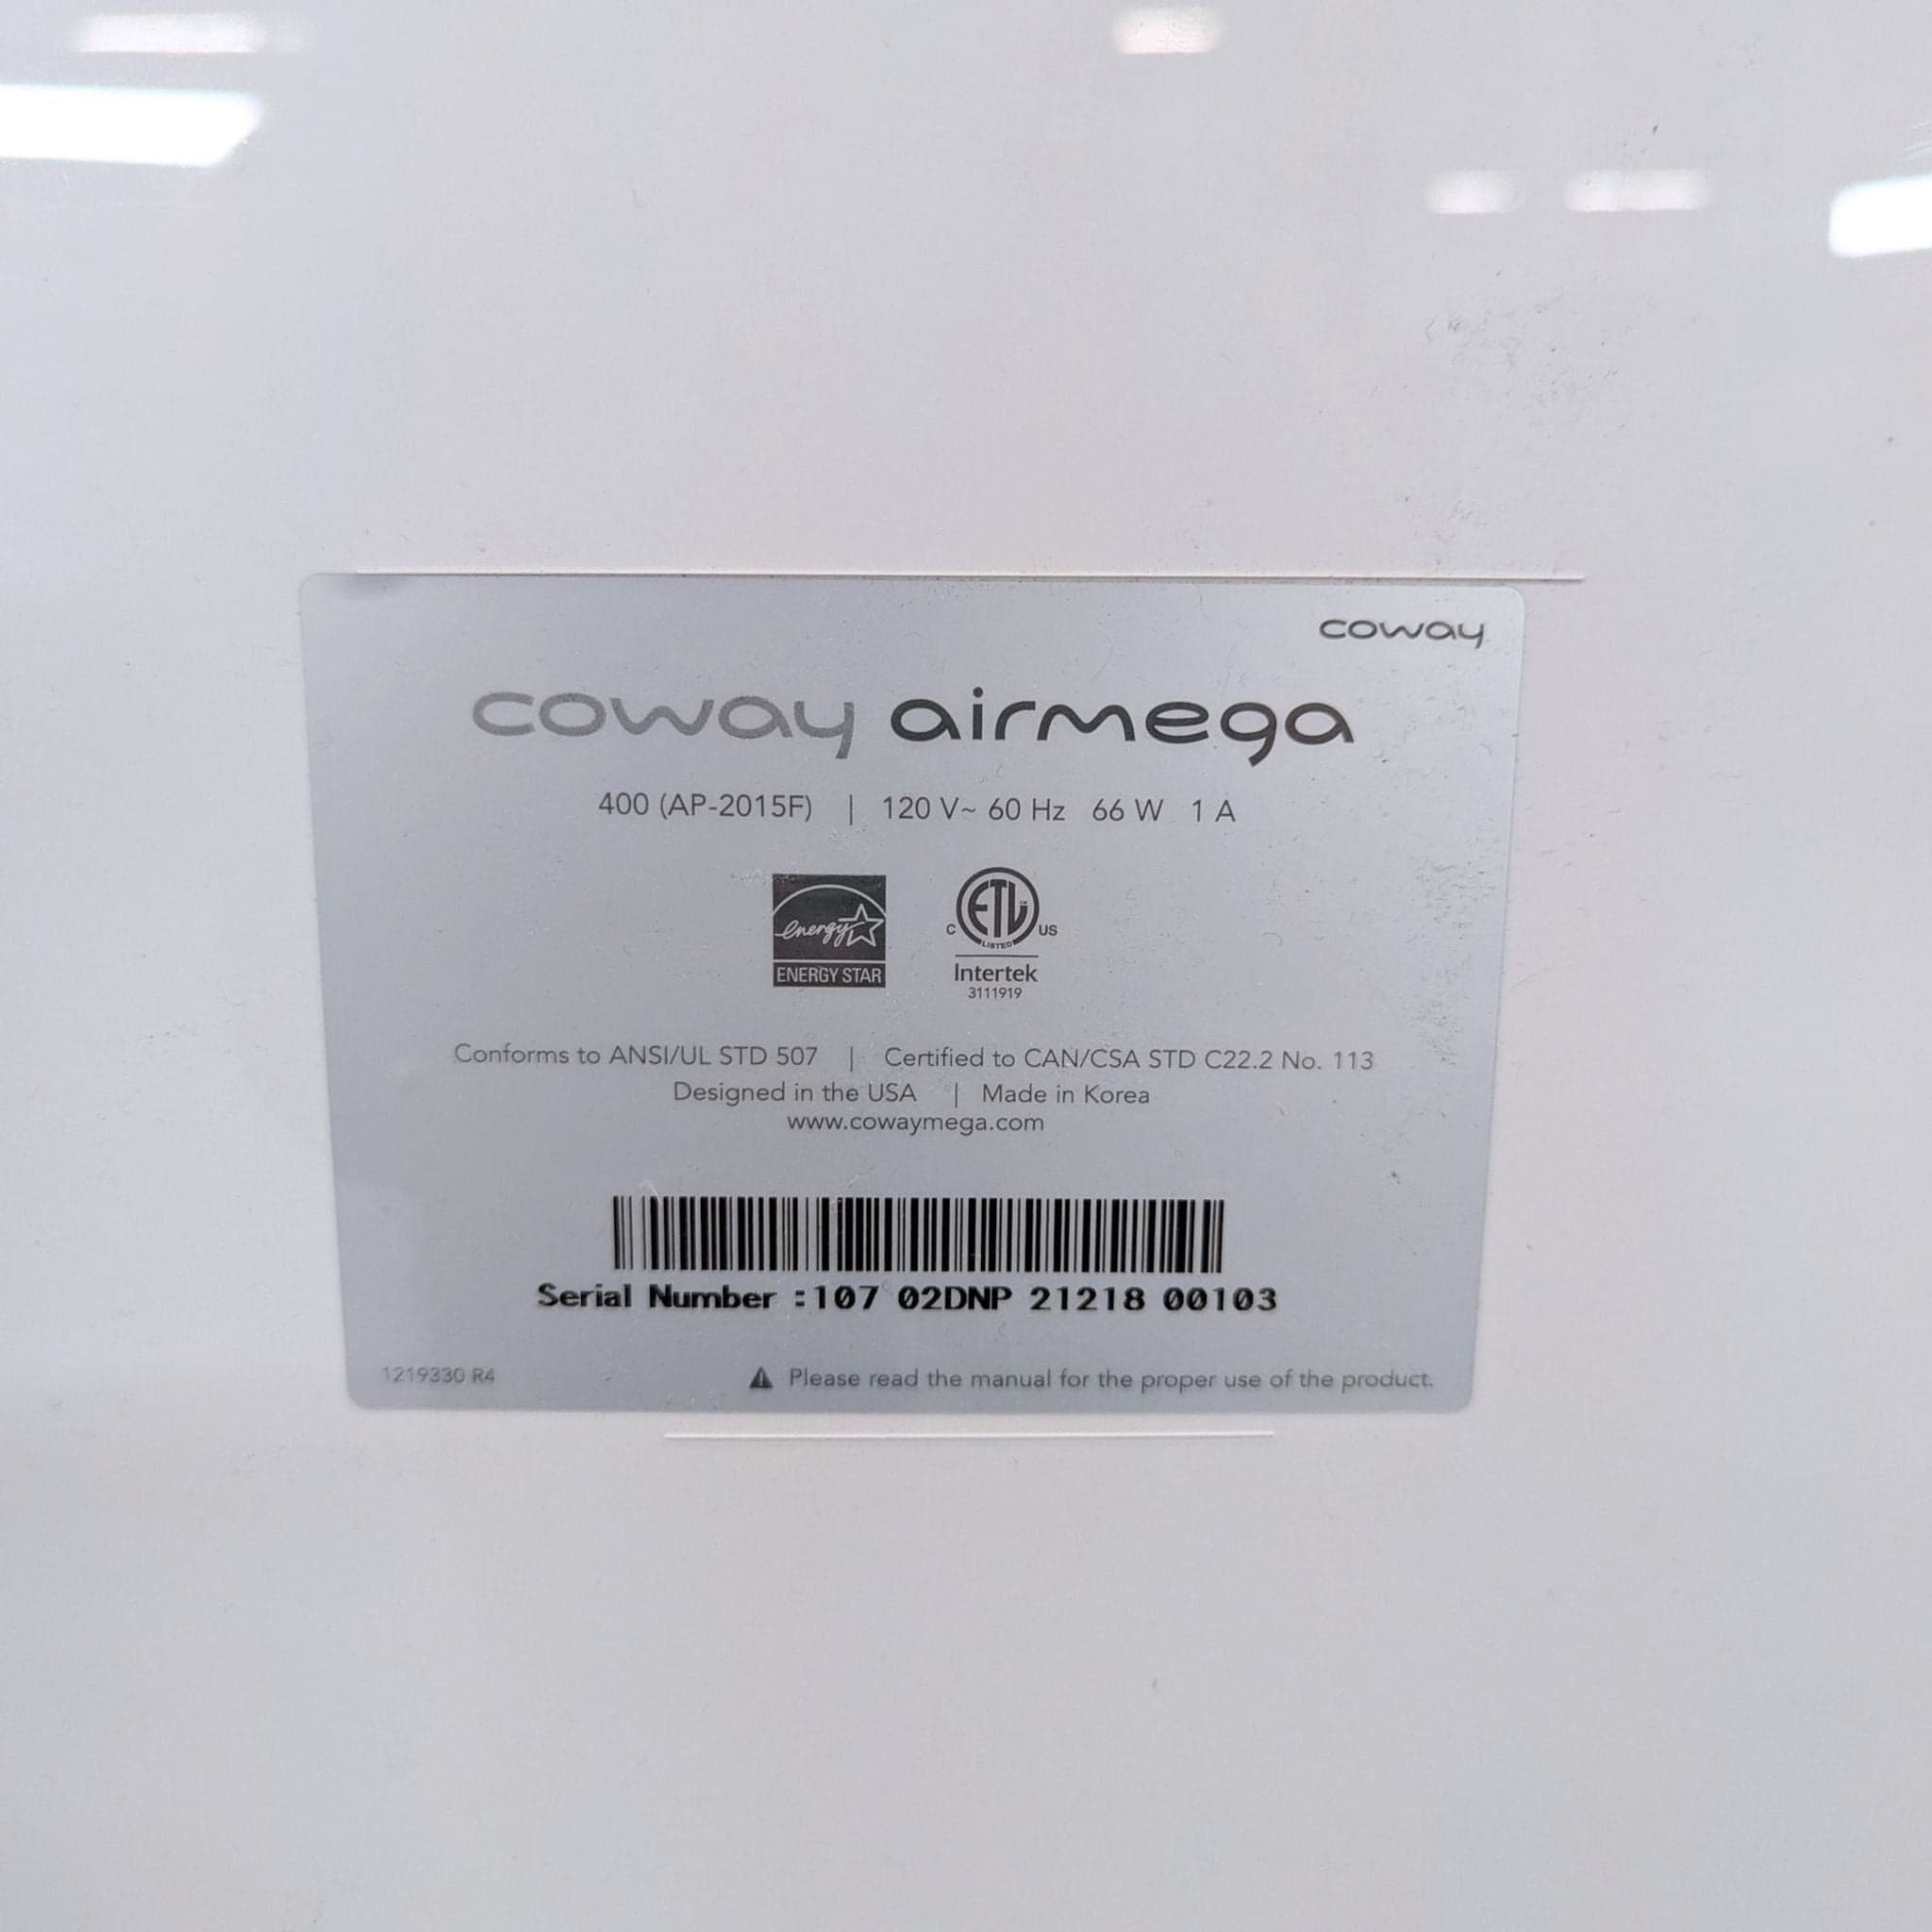 coway
coway airmega
400 (AP-2015F) | 120 V~ 60 Hz 66 W 1 A
energy
ENERGY STAR
C ETL US
LISTED
Intertek
3111919
Conforms to ANSI/UL STD 507 | Certified to CAN/CSA STD C22.2 No. 113
Designed in the USA | Made in Korea
www.cowaymega.com
Serial Number :107 02DNP 21218 00103
1219330 R4
Please read the manual for the proper use of the product.